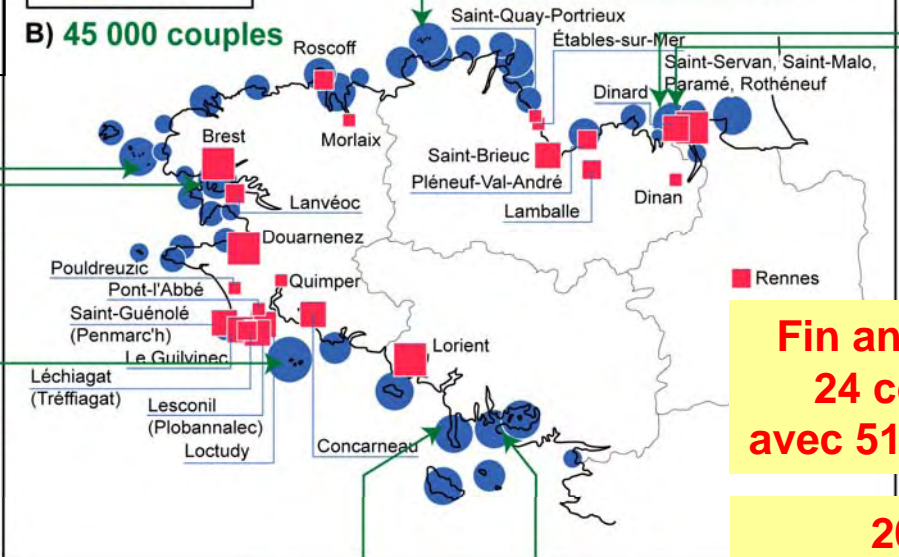 B) 45 000 couples
Saint-Quay-Portrieux
Étables-sur-Mer
Roscoff
Saint-Servan, Saint-Malo,
Paramé, Rothéneuf
Dinard
Brest
Morlaix
Saint-Brieuc
Pléneuf-Val-André
Dinan
Lanvéoc
Lamballe
Douarnenez
Pouldreuzic
Quimper
Rennes
Pont-l'Abbé
Saint-Guénolé
(Penmarc'h)
Lorient
Le Guilvinec
Léchiagat
(Tréffiagat)
Lesconil
(Plobannalec)
Loctudy
Concarneau
Fin an
24 c
avec 51